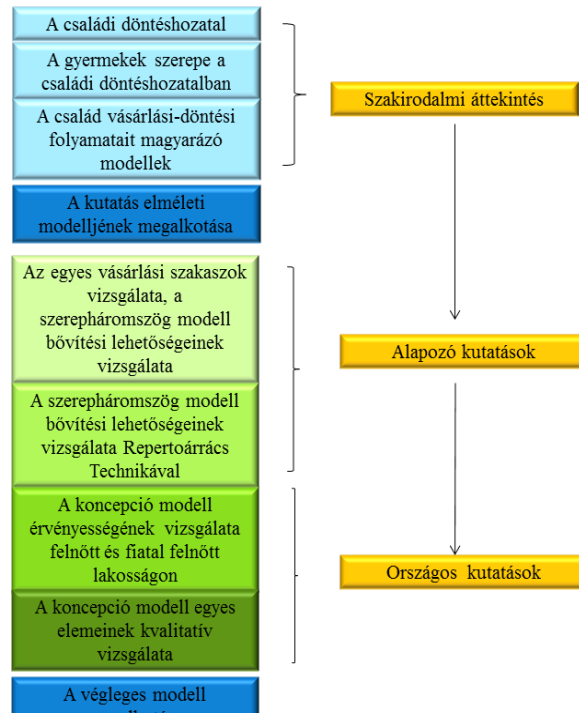 A családi döntéshozatal
A gyermekek szerepe a
családi döntéshozatalban
A család vásárlási-döntési
folyamatait magyarázó
modellek
Szakirodalmi áttekintés
A kutatás elméleti
modelljének megalkotása
Az egyes vásárlási szakaszok
vizsgálata, a
szerepháromszög modell
bővítési lehetőségeinek
vizsgálata
Alapozó kutatások
A szerepháromszög modell
bővítési lehetőségeinek
vizsgálata Repertoárrács
Technikával
A koncepció modell
érvényességének vizsgálata
felnőtt és fiatal felnőtt
lakosságon
Országos kutatások
A koncepció modell egyes
elemeinek kvalitatív
vizsgálata
A végleges modell